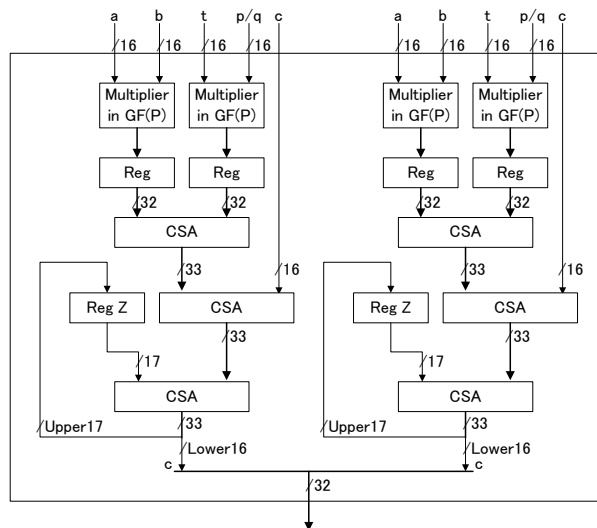 a b t p/q c a b t p/q c
16 16 16 16 16 16 16 16
Multiplier in GF(P) Multiplier in GF(P) Multiplier in GF(P) Multiplier in GF(P)
Reg Reg Reg Reg
32 32 32 32
CSA CSA
33 16 33 16
Reg Z CSA Reg Z CSA
17 33 17 33
CSA CSA
Upper17 33 Upper17 33
Lower16 Lower16
c c
32